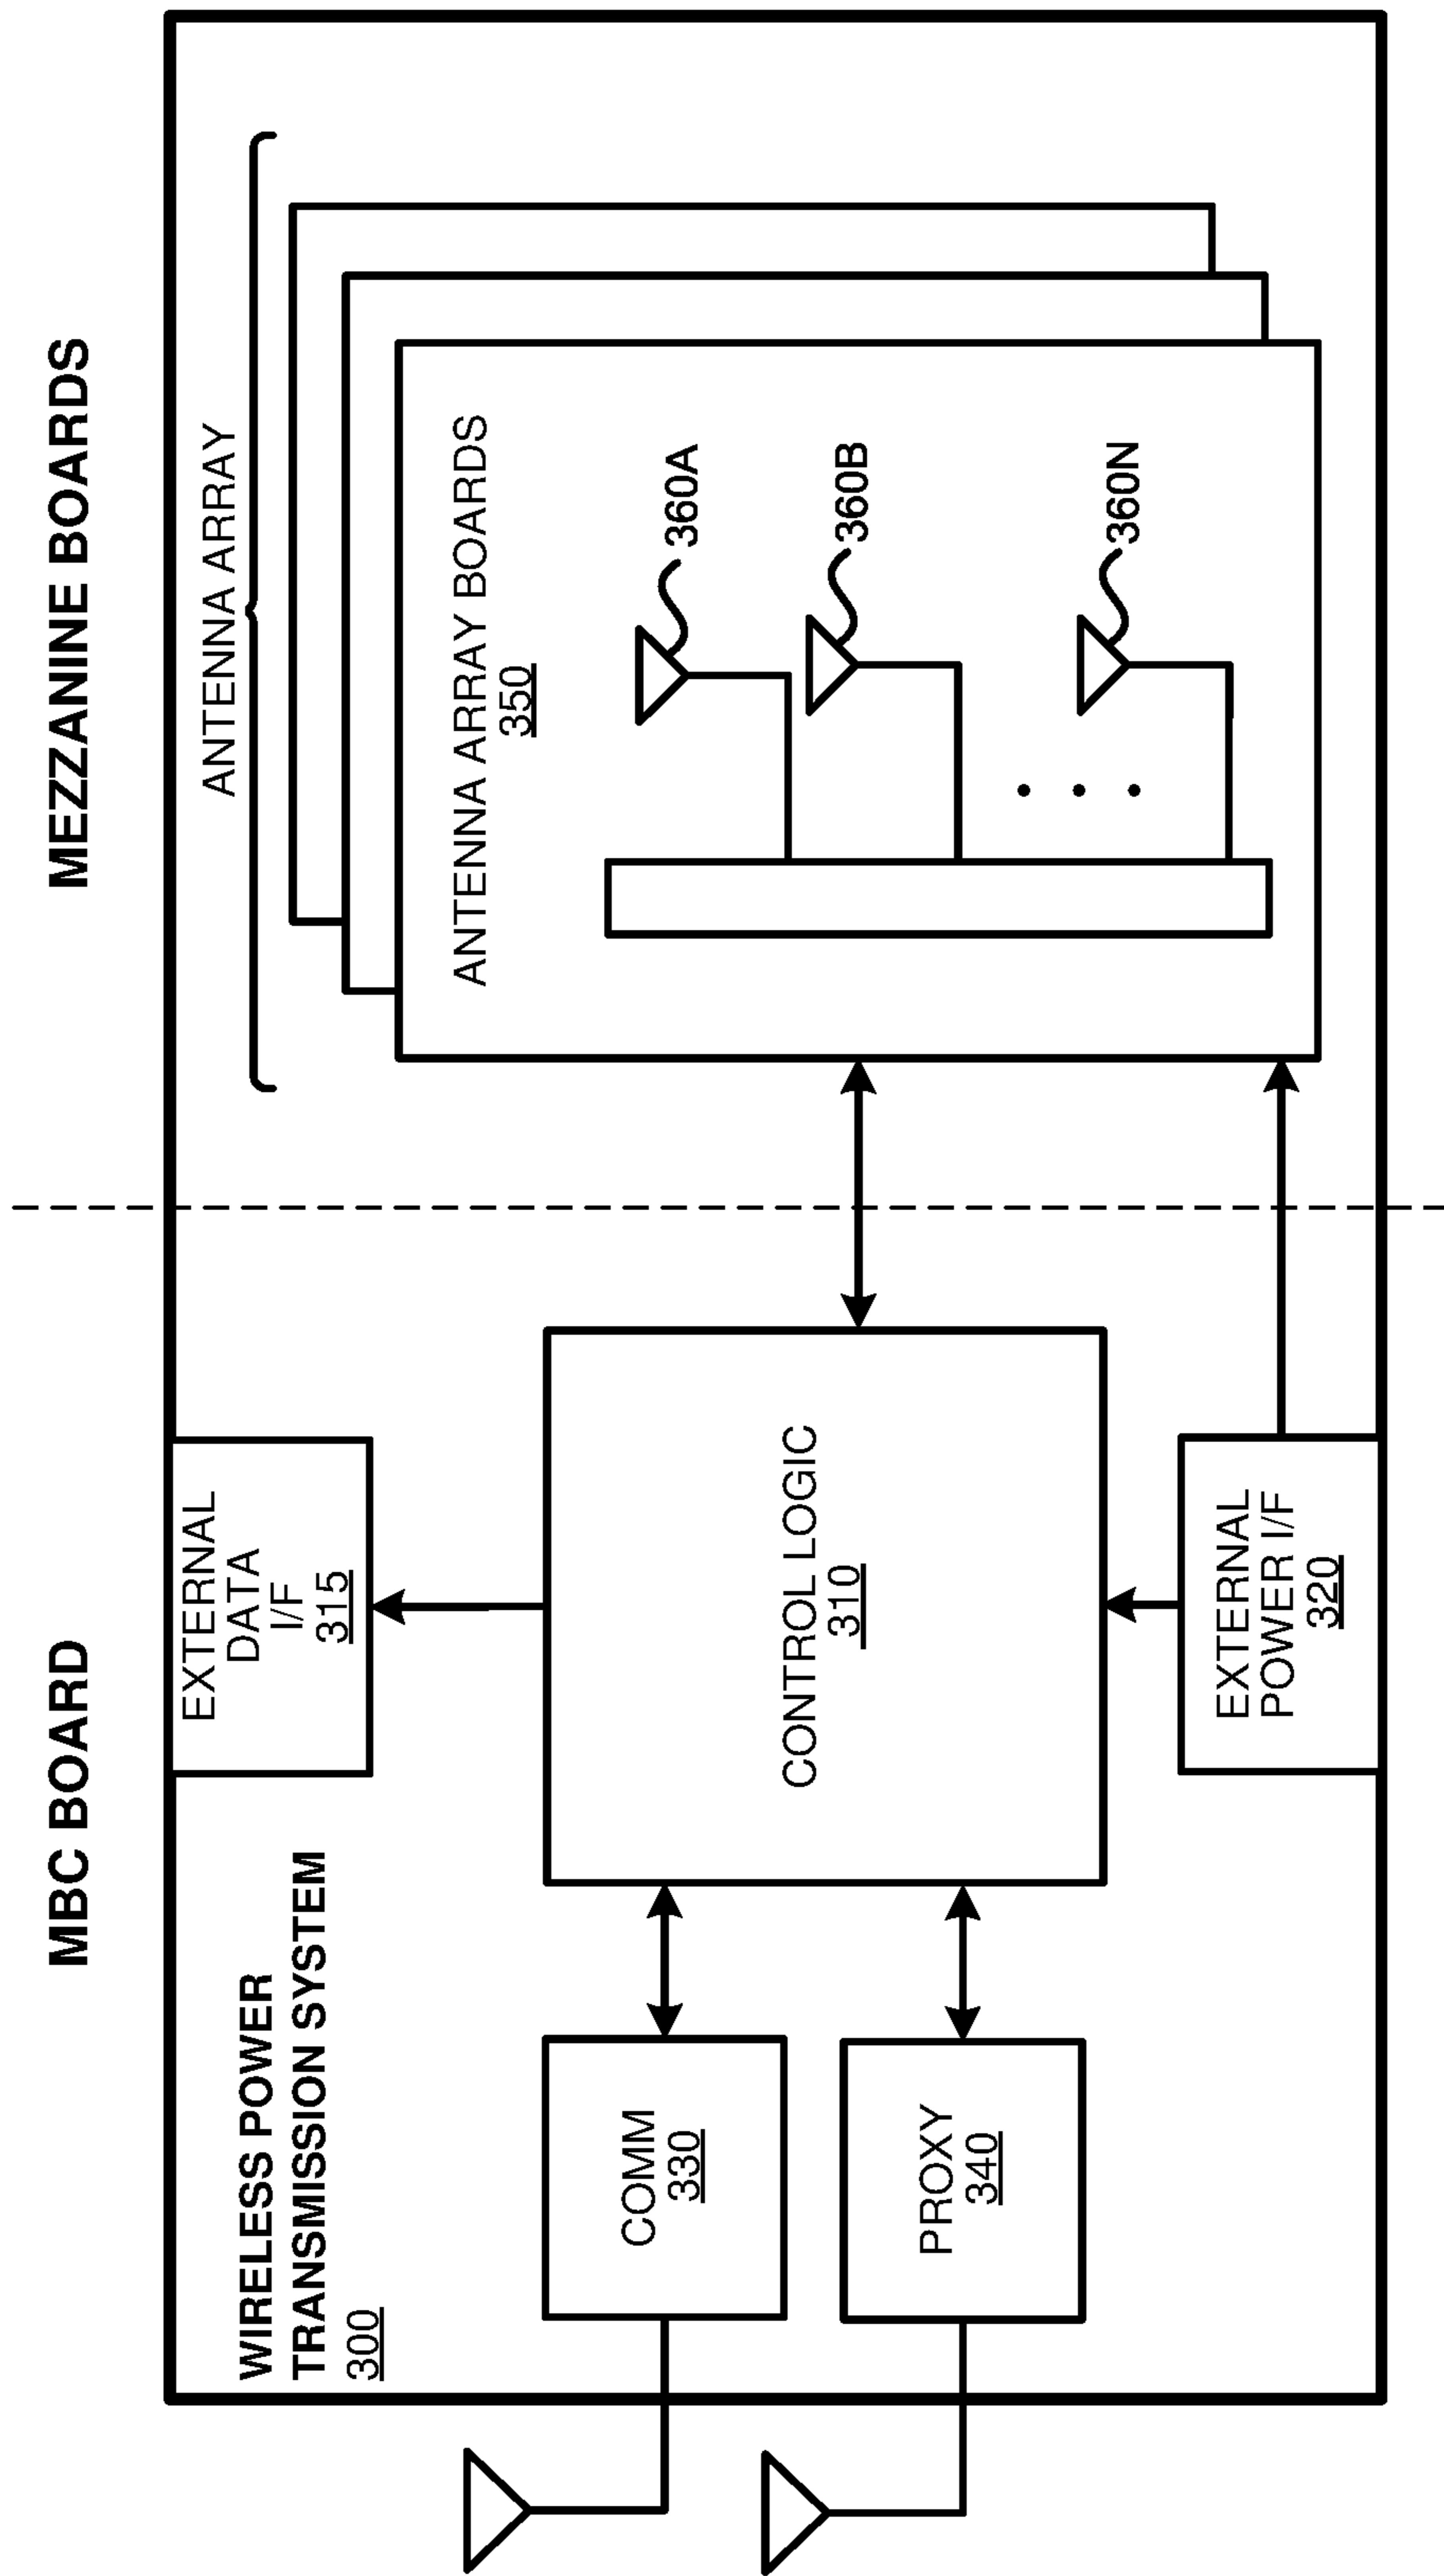 MBC BOARD
MEZZANINE BOARDS
WIRELESS POWER
TRANSMISSION SYSTEM
300
EXTERNAL
DATA
I/F
315
ANTENNA ARRAY
ANTENNA ARRAY BOARDS
350
360A
360B
360N
COMM
330
PROXY
340
CONTROL LOGIC
310
EXTERNAL
POWER I/F
320